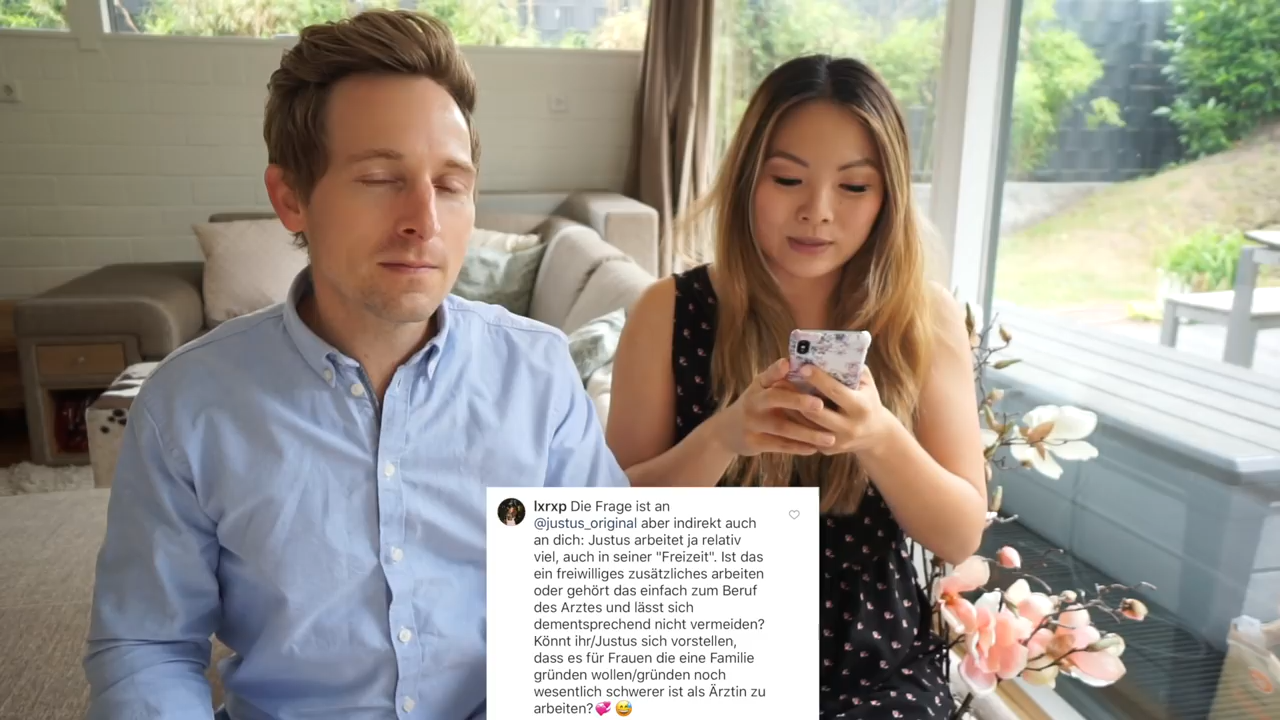 lxrxp Die Frage ist an
@justus_original aber indirekt auch
an dich: Justus arbeitet ja relativ
viel, auch in seiner "Freizeit". Ist das
ein freiwilliges zusätzliches arbeiten
oder gehört das einfach zum Beruf
des Arztes und lässt sich
dementsprechend nicht vermeiden?
Könnt ihr/Justus sich vorstellen,
dass es für Frauen die eine Familie
gründen wollen/gründen noch
wesentlich schwerer ist als Ärztin zu
arbeiten?💞 😅